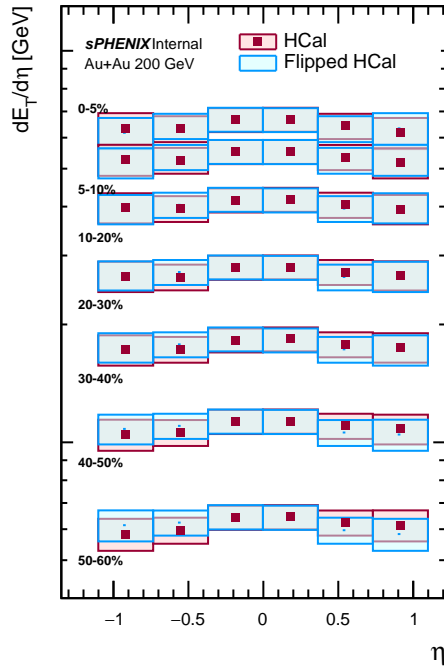 sPHENIX Internal
Au+Au 200 GeV
HCal
Flipped HCal
dE_T/dη [GeV]
0-5%
5-10%
10-20%
20-30%
30-40%
40-50%
50-60%
−1 −0.5 0 0.5 1
η